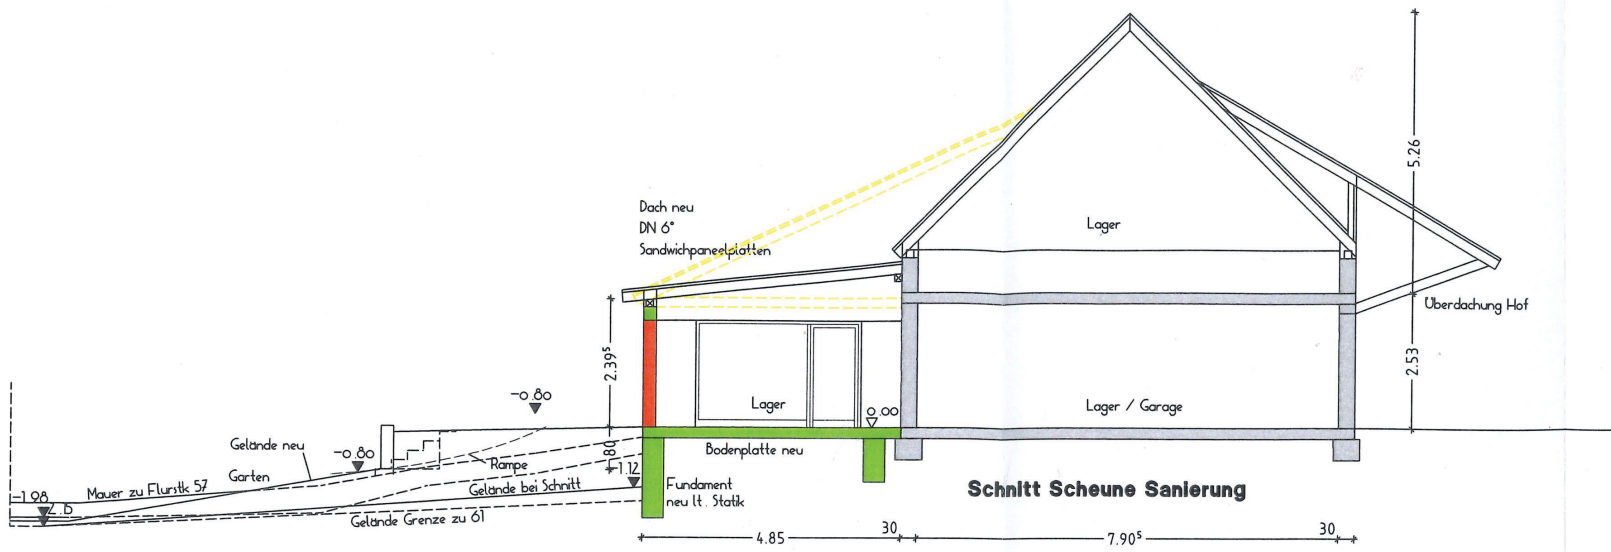 5.26
Dach neu
DN 6°
Sandwichpaneelplatten
Lager
Überdachung Hof
2.39⁵
2.53
-0.80
Lager
0.00
Lager / Garage
Gelände neu
-0.80
80
Bodenplatte neu
Rampe
-1.12
Garten
Mauer zu Flurstk 57
-1.98
Gelände bei Schnitt
Fundament
neu lt. Statik
Gelände Grenze zu 61
Schnitt Scheune Sanierung
4.85
30
7.90⁵
30